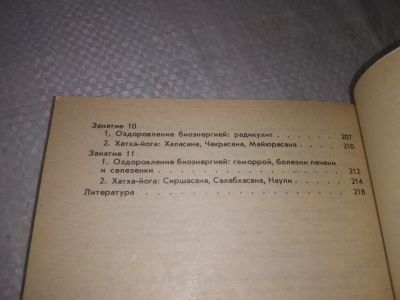 Занятие 10
1. Оздоровление биоэнергией: радикулит . . . . . . 207
2. Хатха-йога: Халасана, Чакрасана, Майюрасана . . . 210
Занятие 11
1. Оздоровление биоэнергией: геморрой, болезни печени
и селезенки . . . . . . . . . . . . . . 212
2. Хатха-йога: Сиршасана, Салабхасана, Наули . . . . 214
Литература . . . . . . . . . . . . . . . 218